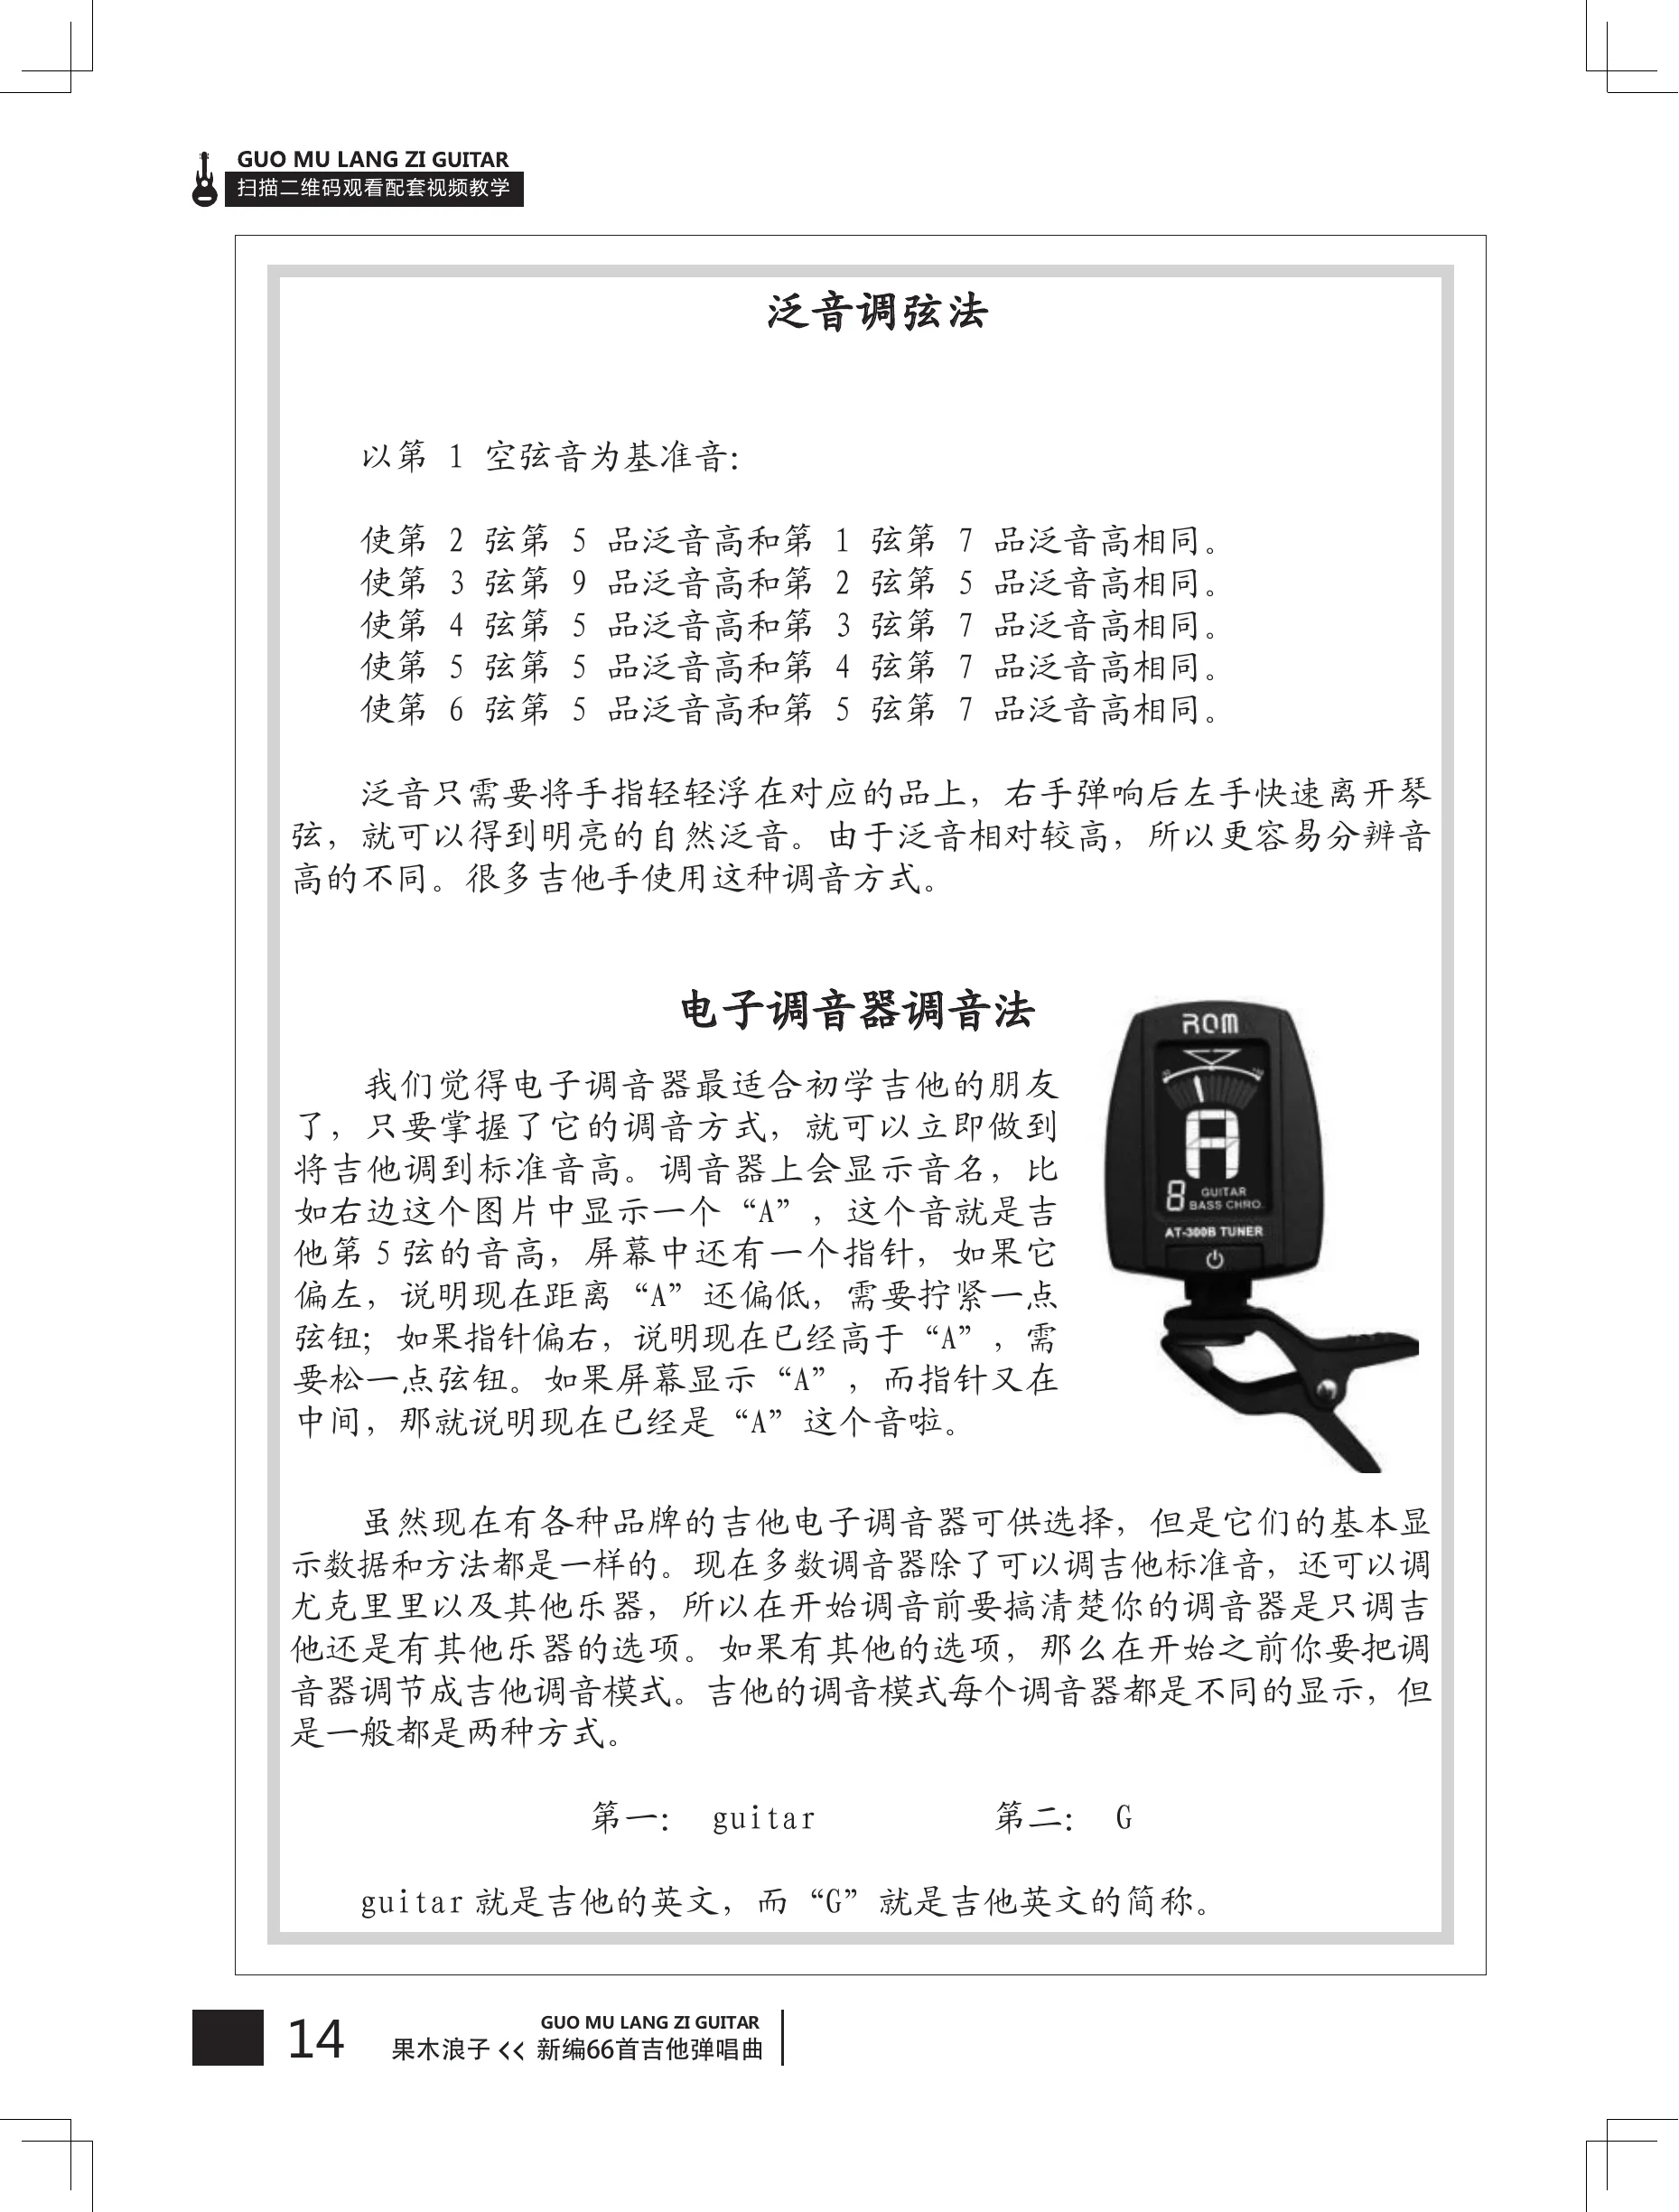 GUO MU LANG ZI GUITAR
扫描二维码观看配套视频教学
泛音调弦法
以第 1 空弦音为基准音:
使第 2 弦第 5 品泛音高和第 1 弦第 7 品泛音高相同。
使第 3 弦第 9 品泛音高和第 2 弦第 5 品泛音高相同。
使第 4 弦第 5 品泛音高和第 3 弦第 7 品泛音高相同。
使第 5 弦第 5 品泛音高和第 4 弦第 7 品泛音高相同。
使第 6 弦第 5 品泛音高和第 5 弦第 7 品泛音高相同。
泛音只需要将手指轻轻浮在对应的品上，右手弹响后左手快速离开琴
弦，就可以得到明亮的自然泛音。由于泛音相对较高，所以更容易分辨音
高的不同。很多吉他手使用这种调音方式。
电子调音器调音法
我们觉得电子调音器最适合初学吉他的朋友
了，只要掌握了它的调音方式，就可以立即做到
将吉他调到标准音高。调音器上会显示音名，比
如右边这个图片中显示一个“A”，这个音就是吉
他第 5 弦的音高，屏幕中还有一个指针，如果它
偏左，说明现在距离“A”还偏低，需要拧紧一点
弦钮；如果指针偏右，说明现在已经高于“A”，需
要松一点弦钮。如果屏幕显示“A”，而指针又在
中间，那就说明现在已经是“A”这个音啦。
ROM
A
8 GUITAR
BASS CHRO.
AT-300B TUNER
虽然现在有各种品牌的吉他电子调音器可供选择，但是它们的基本显
示数据和方法都是一样的。现在多数调音器除了可以调吉他标准音，还可以调
尤克里里以及其他乐器，所以在开始调音前要搞清楚你的调音器是只调吉
他还是有其他乐器的选项。如果有其他的选项，那么在开始之前你要把调
音器调节成吉他调音模式。吉他的调音模式每个调音器都是不同的显示，但
是一般都是两种方式。
第一： guitar 第二： G
guitar 就是吉他的英文，而“G”就是吉他英文的简称。
14
GUO MU LANG ZI GUITAR
果木浪子 << 新编66首吉他弹唱曲